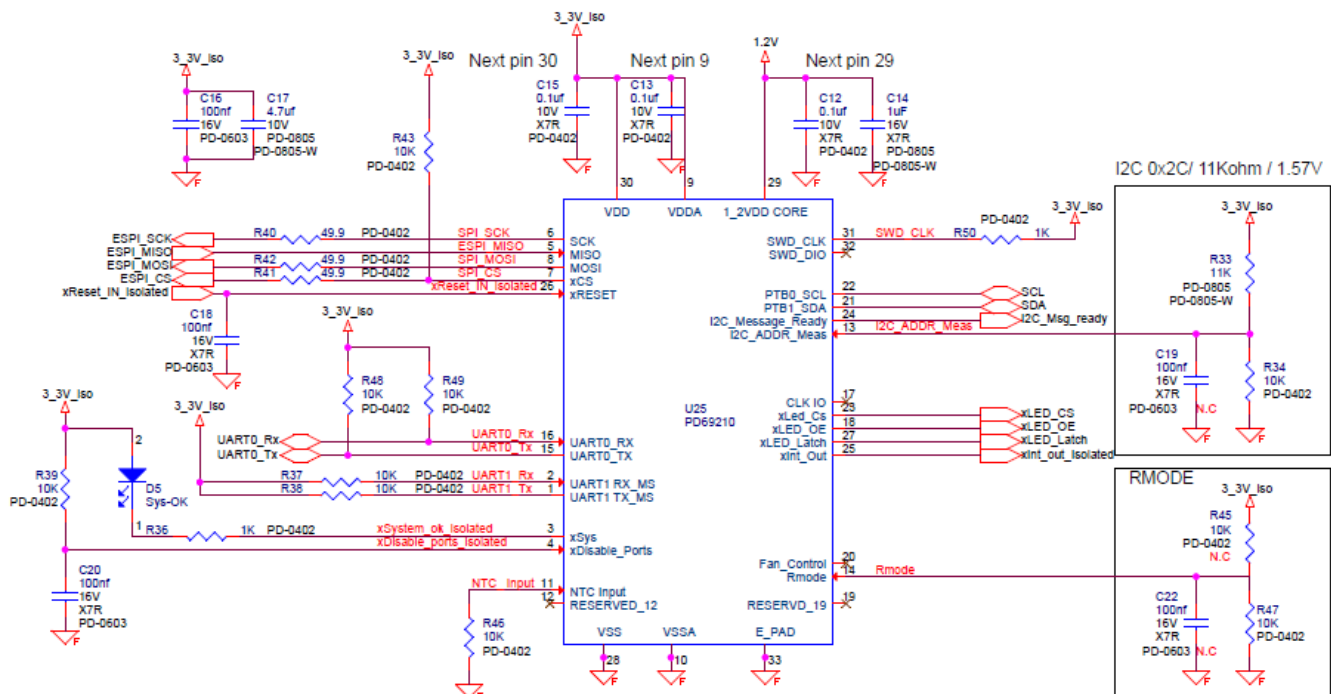 3_3V_Iso
3_3V_Iso
3_3V_Iso
Next pin 30
Next pin 9
1.2V
Next pin 29
C16
100nf
16V
PD-0603
C17
4.7uf
10V
PD-0805
PD-0805-W
F
R43
10K
PD-0402
C15
0.1uf
10V
X7R
PD-0402
F
C13
0.1uf
10V
X7R
PD-0402
F
C12
0.1uf
10V
X7R
PD-0402
F
C14
1uF
16V
X7R
PD-0805
PD-0805-W
F
I2C 0x2C/ 11Kohm / 1.57V
30
9
29
VDD
VDDA
1_2VDD CORE
ESPI_SCK
R40
49.9
PD-0402
SPI_SCK
6
SCK
ESPI_MISO
ESPI_MISO
5
MISO
ESPI_MOSI
R42
49.9
PD-0402
SPI_MOSI
8
MOSI
ESPI_CS
R41
49.9
PD-0402
SPI_CS
7
xCS
xReset_IN_Isolated
xReset_IN_Isolated
26
xRESET
C18
100nf
16V
X7R
PD-0603
F
SWD_CLK
31
SWD_CLK
R50
1K
PD-0402
3_3V_Iso
SWD_DIO
32
PTB0_SCL
22
SCL
PTB1_SDA
21
SDA
I2C_Message_Ready
24
I2C_Msg_ready
I2C_ADDR_Meas
13
I2C_ADDR_Meas
3_3V_Iso
R33
11K
PD-0805
PD-0805-W
C19
100nf
16V
X7R
PD-0603
N.C
F
R34
10K
PD-0402
F
3_3V_Iso
R48
10K
PD-0402
R49
10K
PD-0402
U25
PD69210
CLK IO
17
xLed_Cs
23
xLED_CS
xLED_OE
18
xLED_OE
xLED_Latch
27
xLED_Latch
xInt_Out
25
xInt_out_Isolated
3_3V_Iso
3_3V_Iso
UART0_Rx
UART0_Rx
16
UART0_RX
UART0_Tx
UART0_Tx
15
UART0_TX
R37
10K
PD-0402
UART1_Rx
2
UART1 RX_MS
R38
10K
PD-0402
UART1_Tx
1
UART1 TX_MS
R39
10K
PD-0402
2
D5
Sys-OK
1
R36
1K
PD-0402
xSystem_ok_Isolated
3
xSys
xDisable_ports_Isolated
4
xDisable_Ports
C20
100nf
16V
X7R
PD-0603
F
NTC_Input
11
NTC Input
12
RESERVED_12
R46
10K
PD-0402
F
Fan_Control
20
Rmode
14
Rmode
RESERVD_19
19
VSS
VSSA
E_PAD
28
10
33
F
F
F
RMODE
3_3V_Iso
R45
10K
PD-0402
N.C
C22
100nf
16V
X7R
PD-0603
N.C
F
R47
10K
PD-0402
F